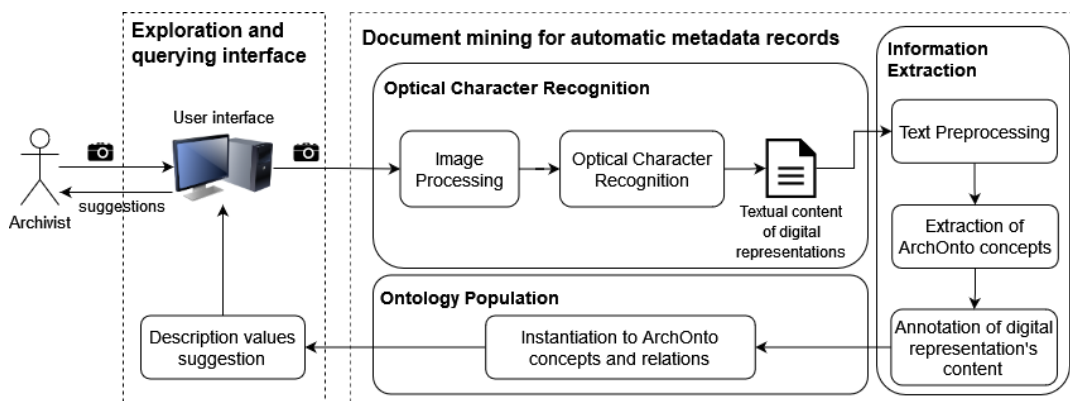 Exploration and
querying interface
User interface
Archivist
suggestions
Description values
suggestion
Document mining for automatic metadata records
Optical Character Recognition
Image
Processing
Optical Character
Recognition
Textual content
of digital
representations
Information
Extraction
Text Preprocessing
Extraction of
ArchOnto concepts
Annotation of digital
representation's
content
Ontology Population
Instantiation to ArchOnto
concepts and relations